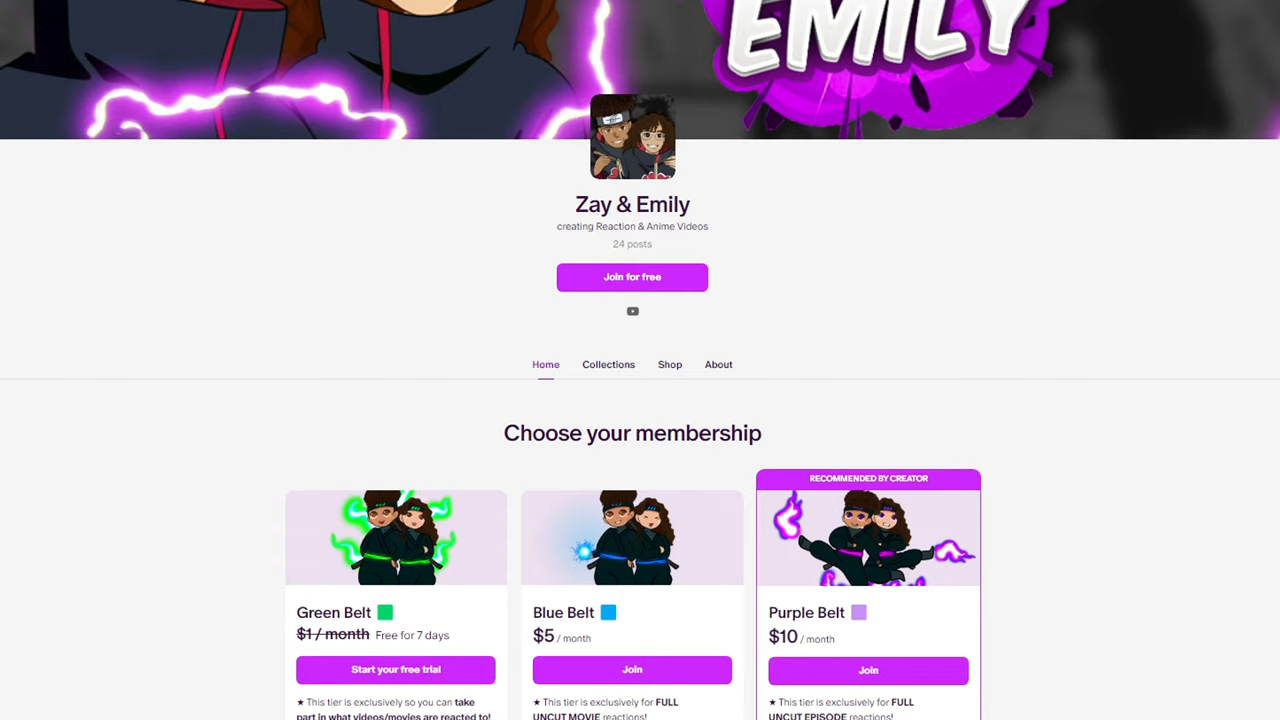 EMILY
Zay & Emily
creating Reaction & Anime Videos
24 posts
Join for free
Home Collections Shop About
Choose your membership
RECOMMENDED BY CREATOR
Green Belt
$1 / month Free for 7 days
Start your free trial
★ This tier is exclusively so you can take
part in what videos/movies are reacted to!
Blue Belt
$5 / month
Join
★ This tier is exclusively for FULL
UNCUT MOVIE reactions!
Purple Belt
$10 / month
Join
★ This tier is exclusively for FULL
UNCUT EPISODE reactions!